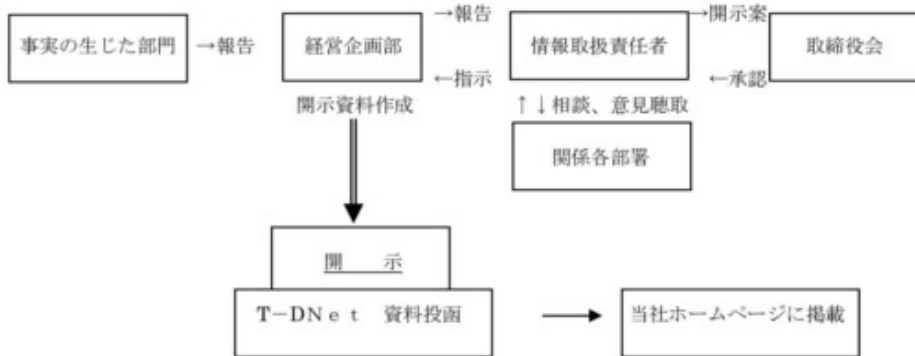 →報告 →開示案
事実の生じた部門 →報告 経営企画部 情報取扱責任者 取締役会
←指示 ←承認
開示資料作成 ↑↓相談、意見聴取
関係各部署
開 示
T-DNet 資料投函 当社ホームページに掲載